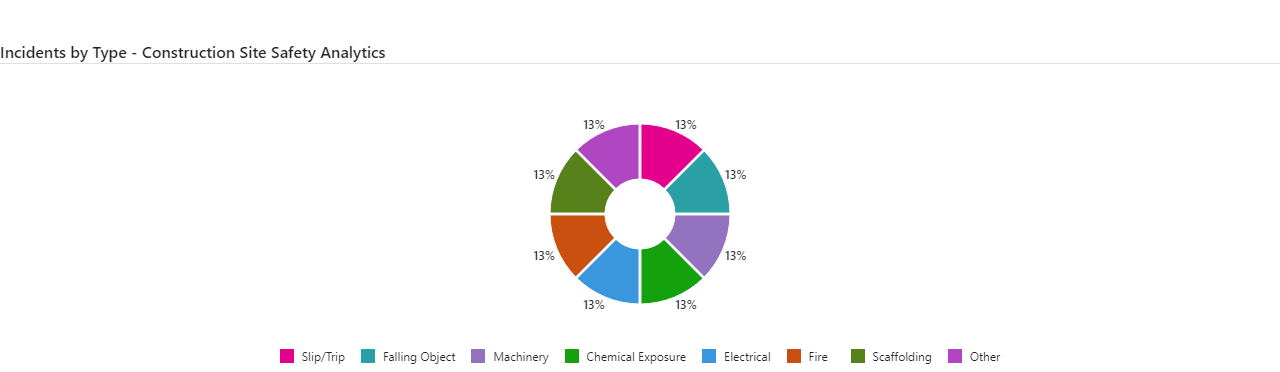 Incidents by Type - Construction Site Safety Analytics
13% 13%
13% 13%
13% 13%
13% 13%
Slip/Trip Falling Object Machinery Chemical Exposure Electrical Fire Scaffolding Other